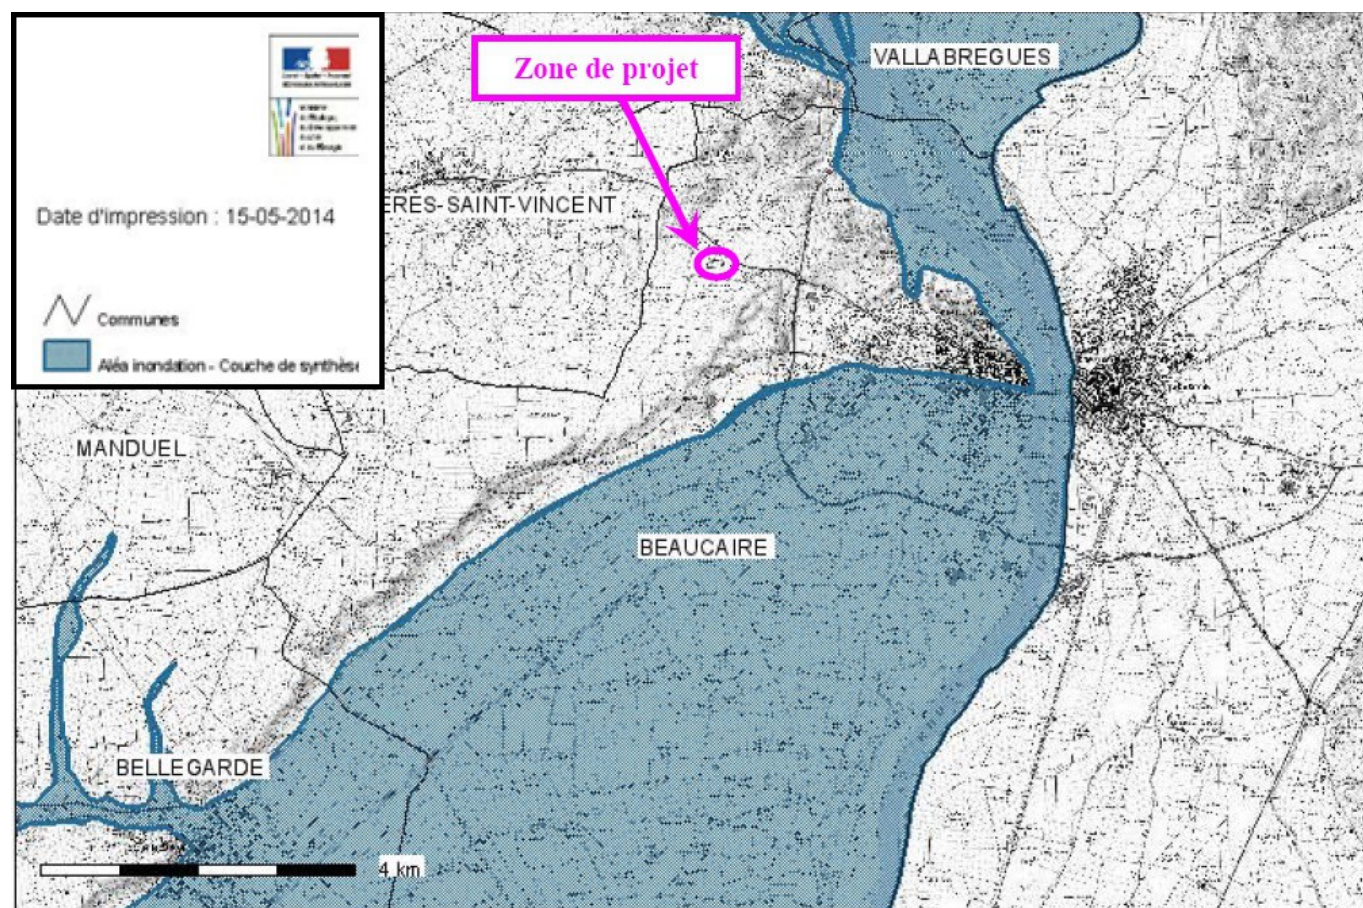 Zone de projet
VALLABREGUES
Date d'impression : 15-05-2014
ERES-SAINT-VINCENT
Communes
Aléa inondation - Couche de synthèse
MANDUEL
BEAUCAIRE
BELLEGARDE
4 km